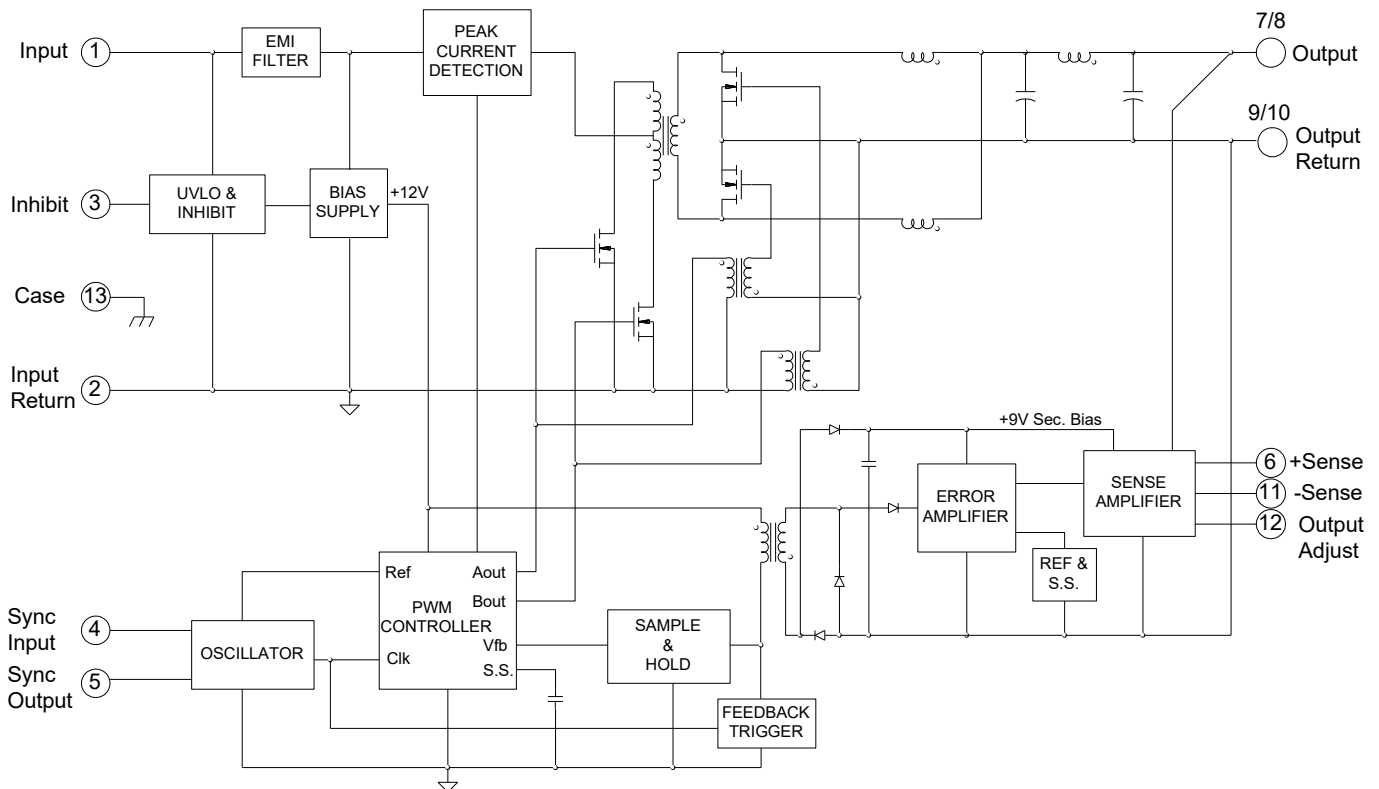 7/8
Output
9/10
Output
Return
Input
1
EMI
FILTER
PEAK
CURRENT
DETECTION
Inhibit
3
UVLO &
INHIBIT
BIAS
SUPPLY
+12V
Case
13
Input
Return
2
+9V Sec. Bias
ERROR
AMPLIFIER
SENSE
AMPLIFIER
6
+Sense
11
-Sense
12
Output
Adjust
REF &
S.S.
Sync
Input
4
Sync
Output
5
OSCILLATOR
Ref
Aout
Bout
PWM
CONTROLLER
Vfb
Clk
S.S.
SAMPLE
&
HOLD
FEEDBACK
TRIGGER